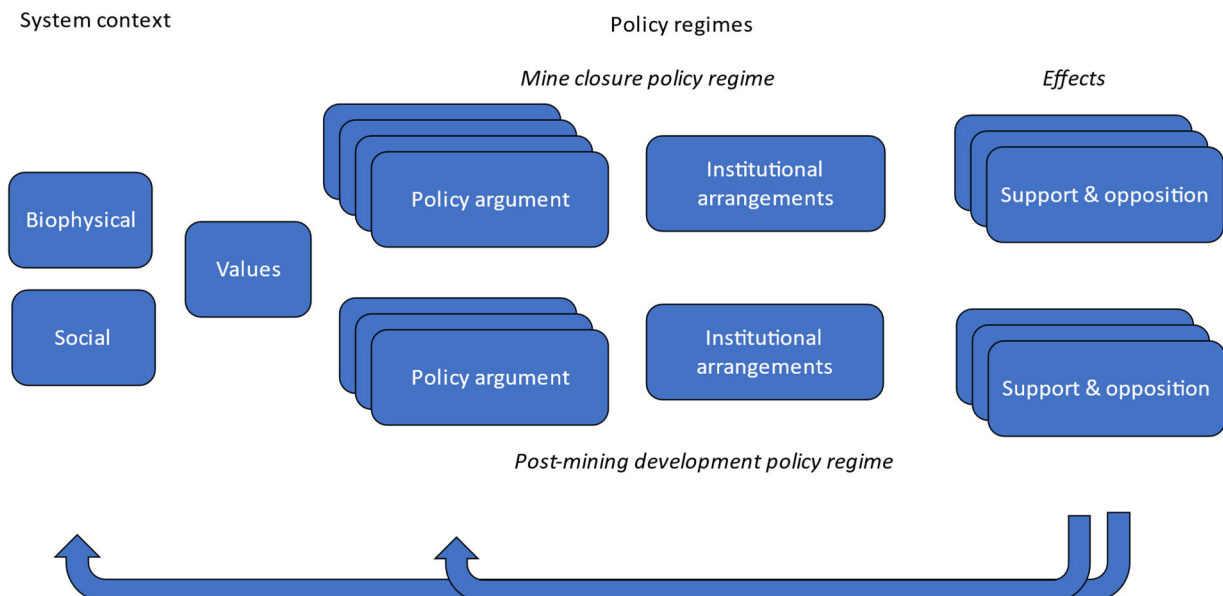 System context
Policy regimes
Mine closure policy regime
Effects
Biophysical
Social
Values
Policy argument
Institutional
arrangements
Support & opposition
Policy argument
Institutional
arrangements
Support & opposition
Post-mining development policy regime